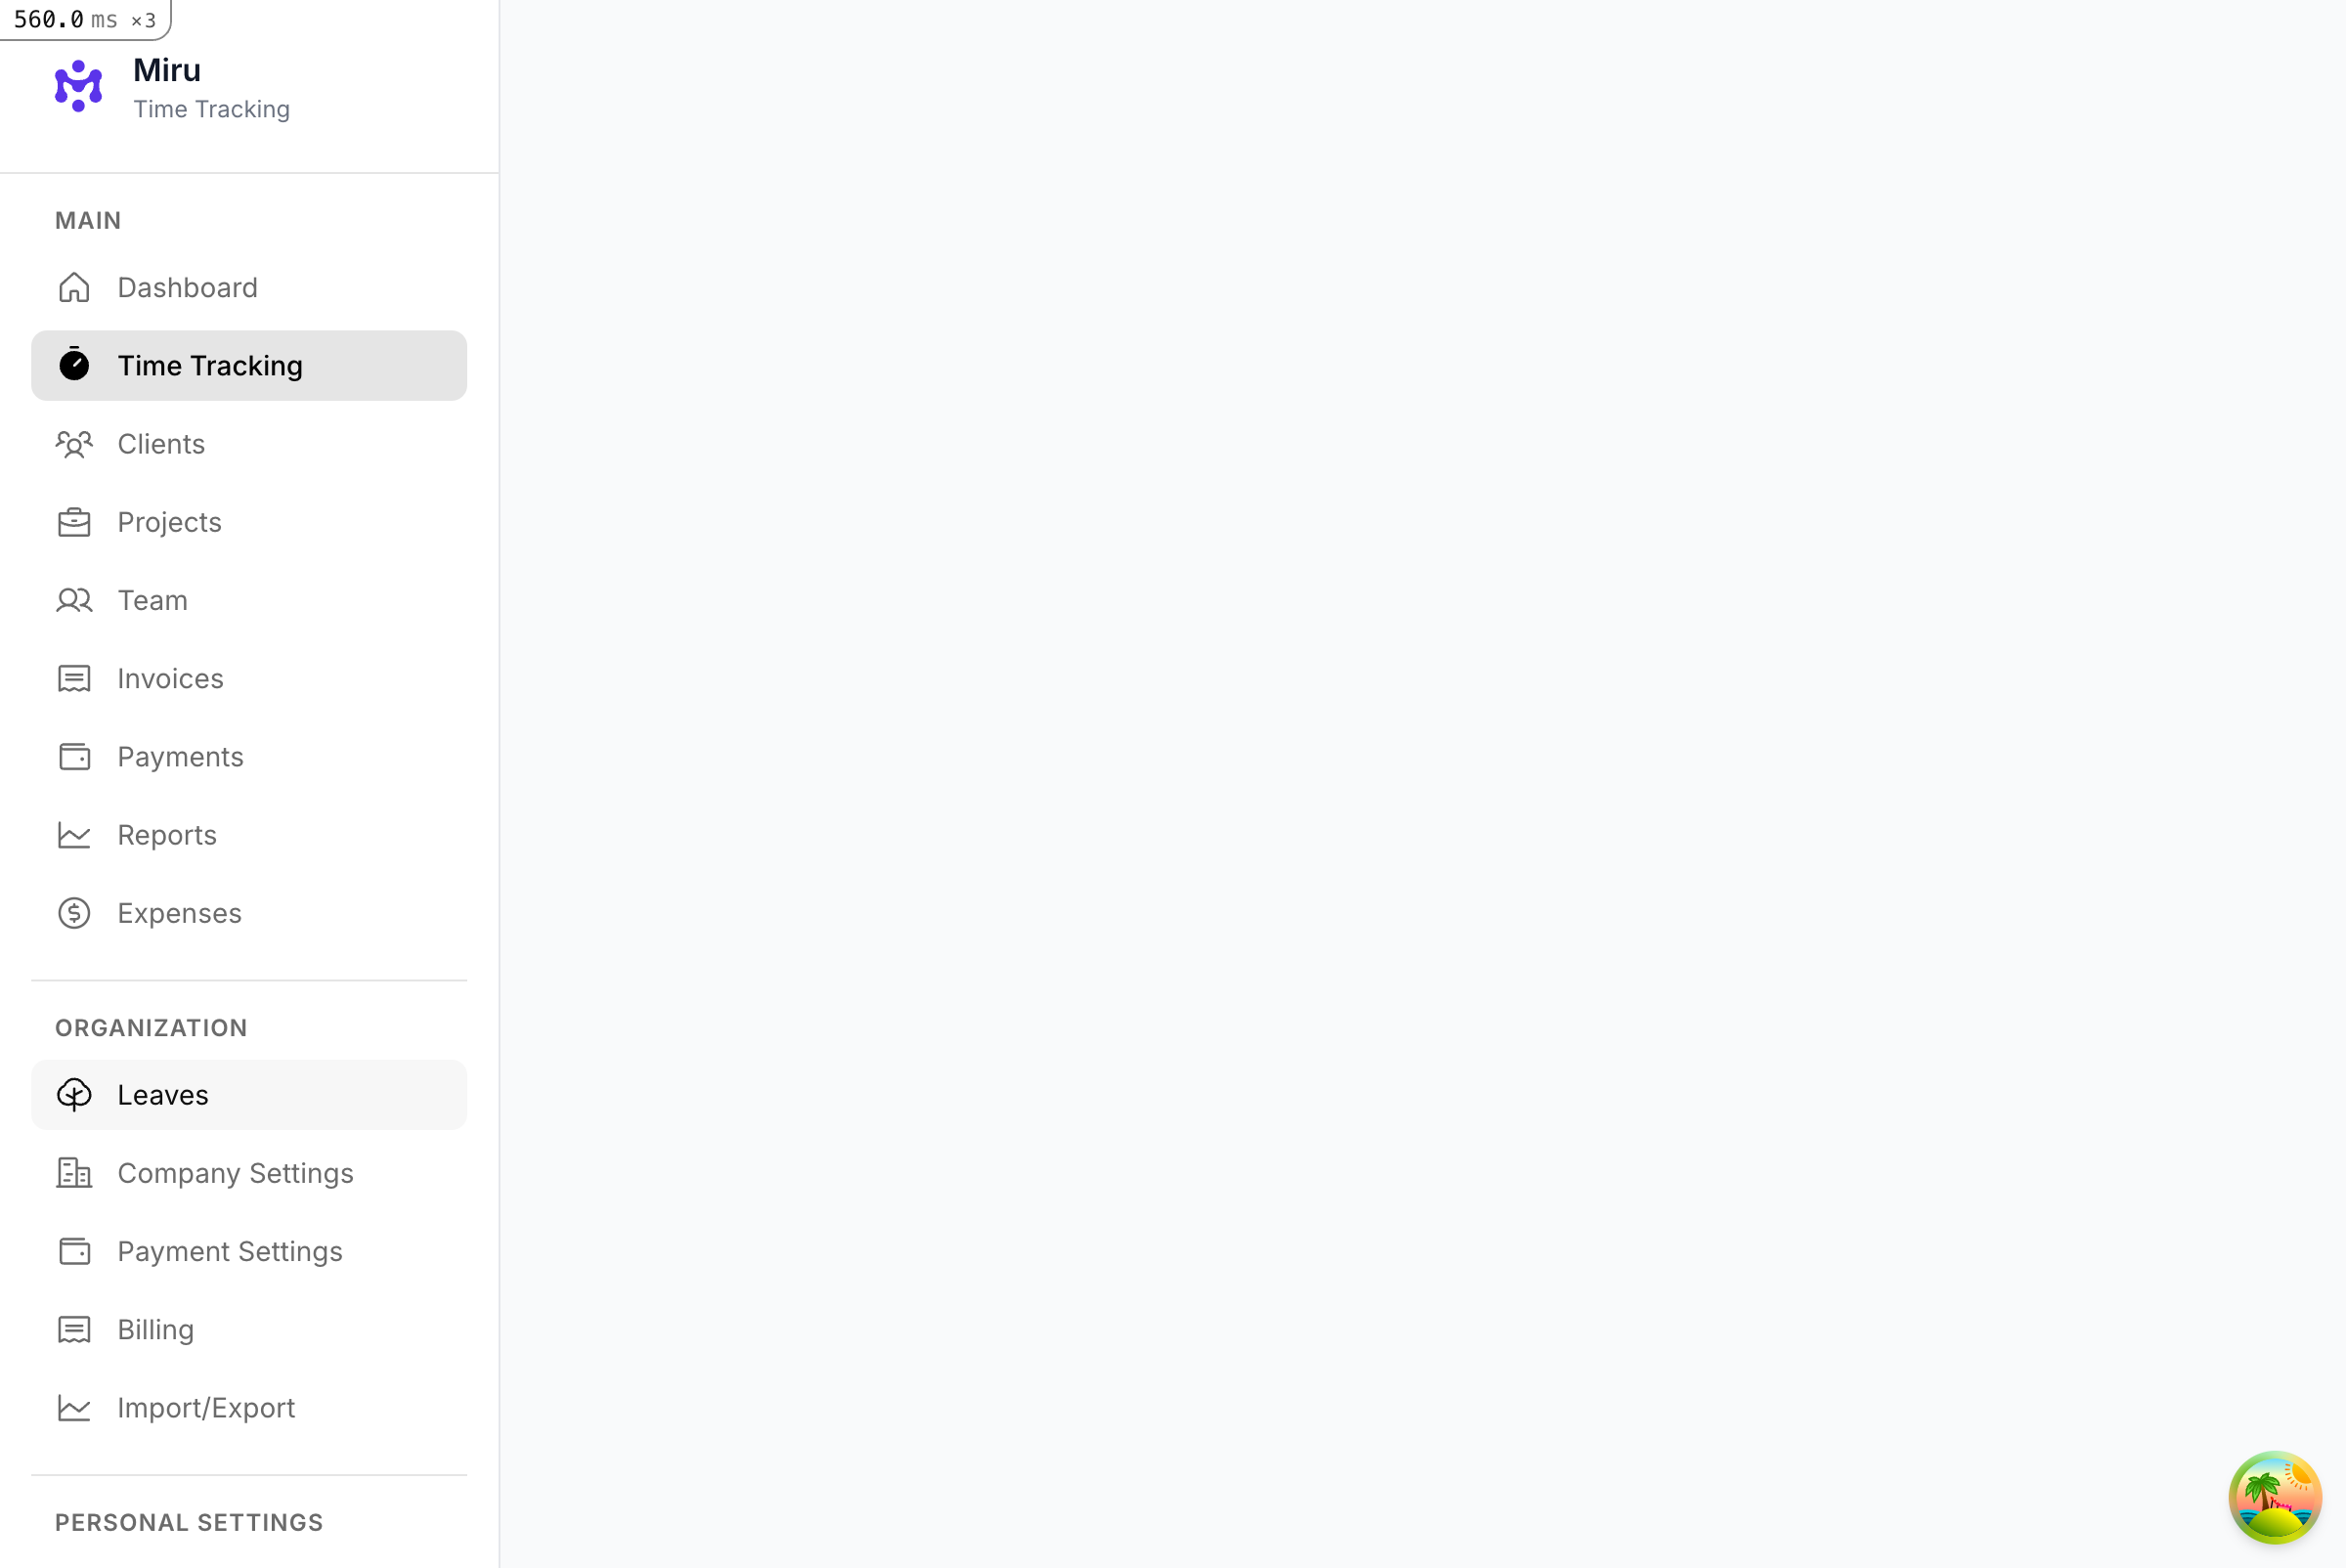 560.0 ms ×3
Miru
Time Tracking
MAIN
Dashboard
Time Tracking
Clients
Projects
Team
Invoices
Payments
Reports
Expenses
ORGANIZATION
Leaves
Company Settings
Payment Settings
Billing
Import/Export
PERSONAL SETTINGS